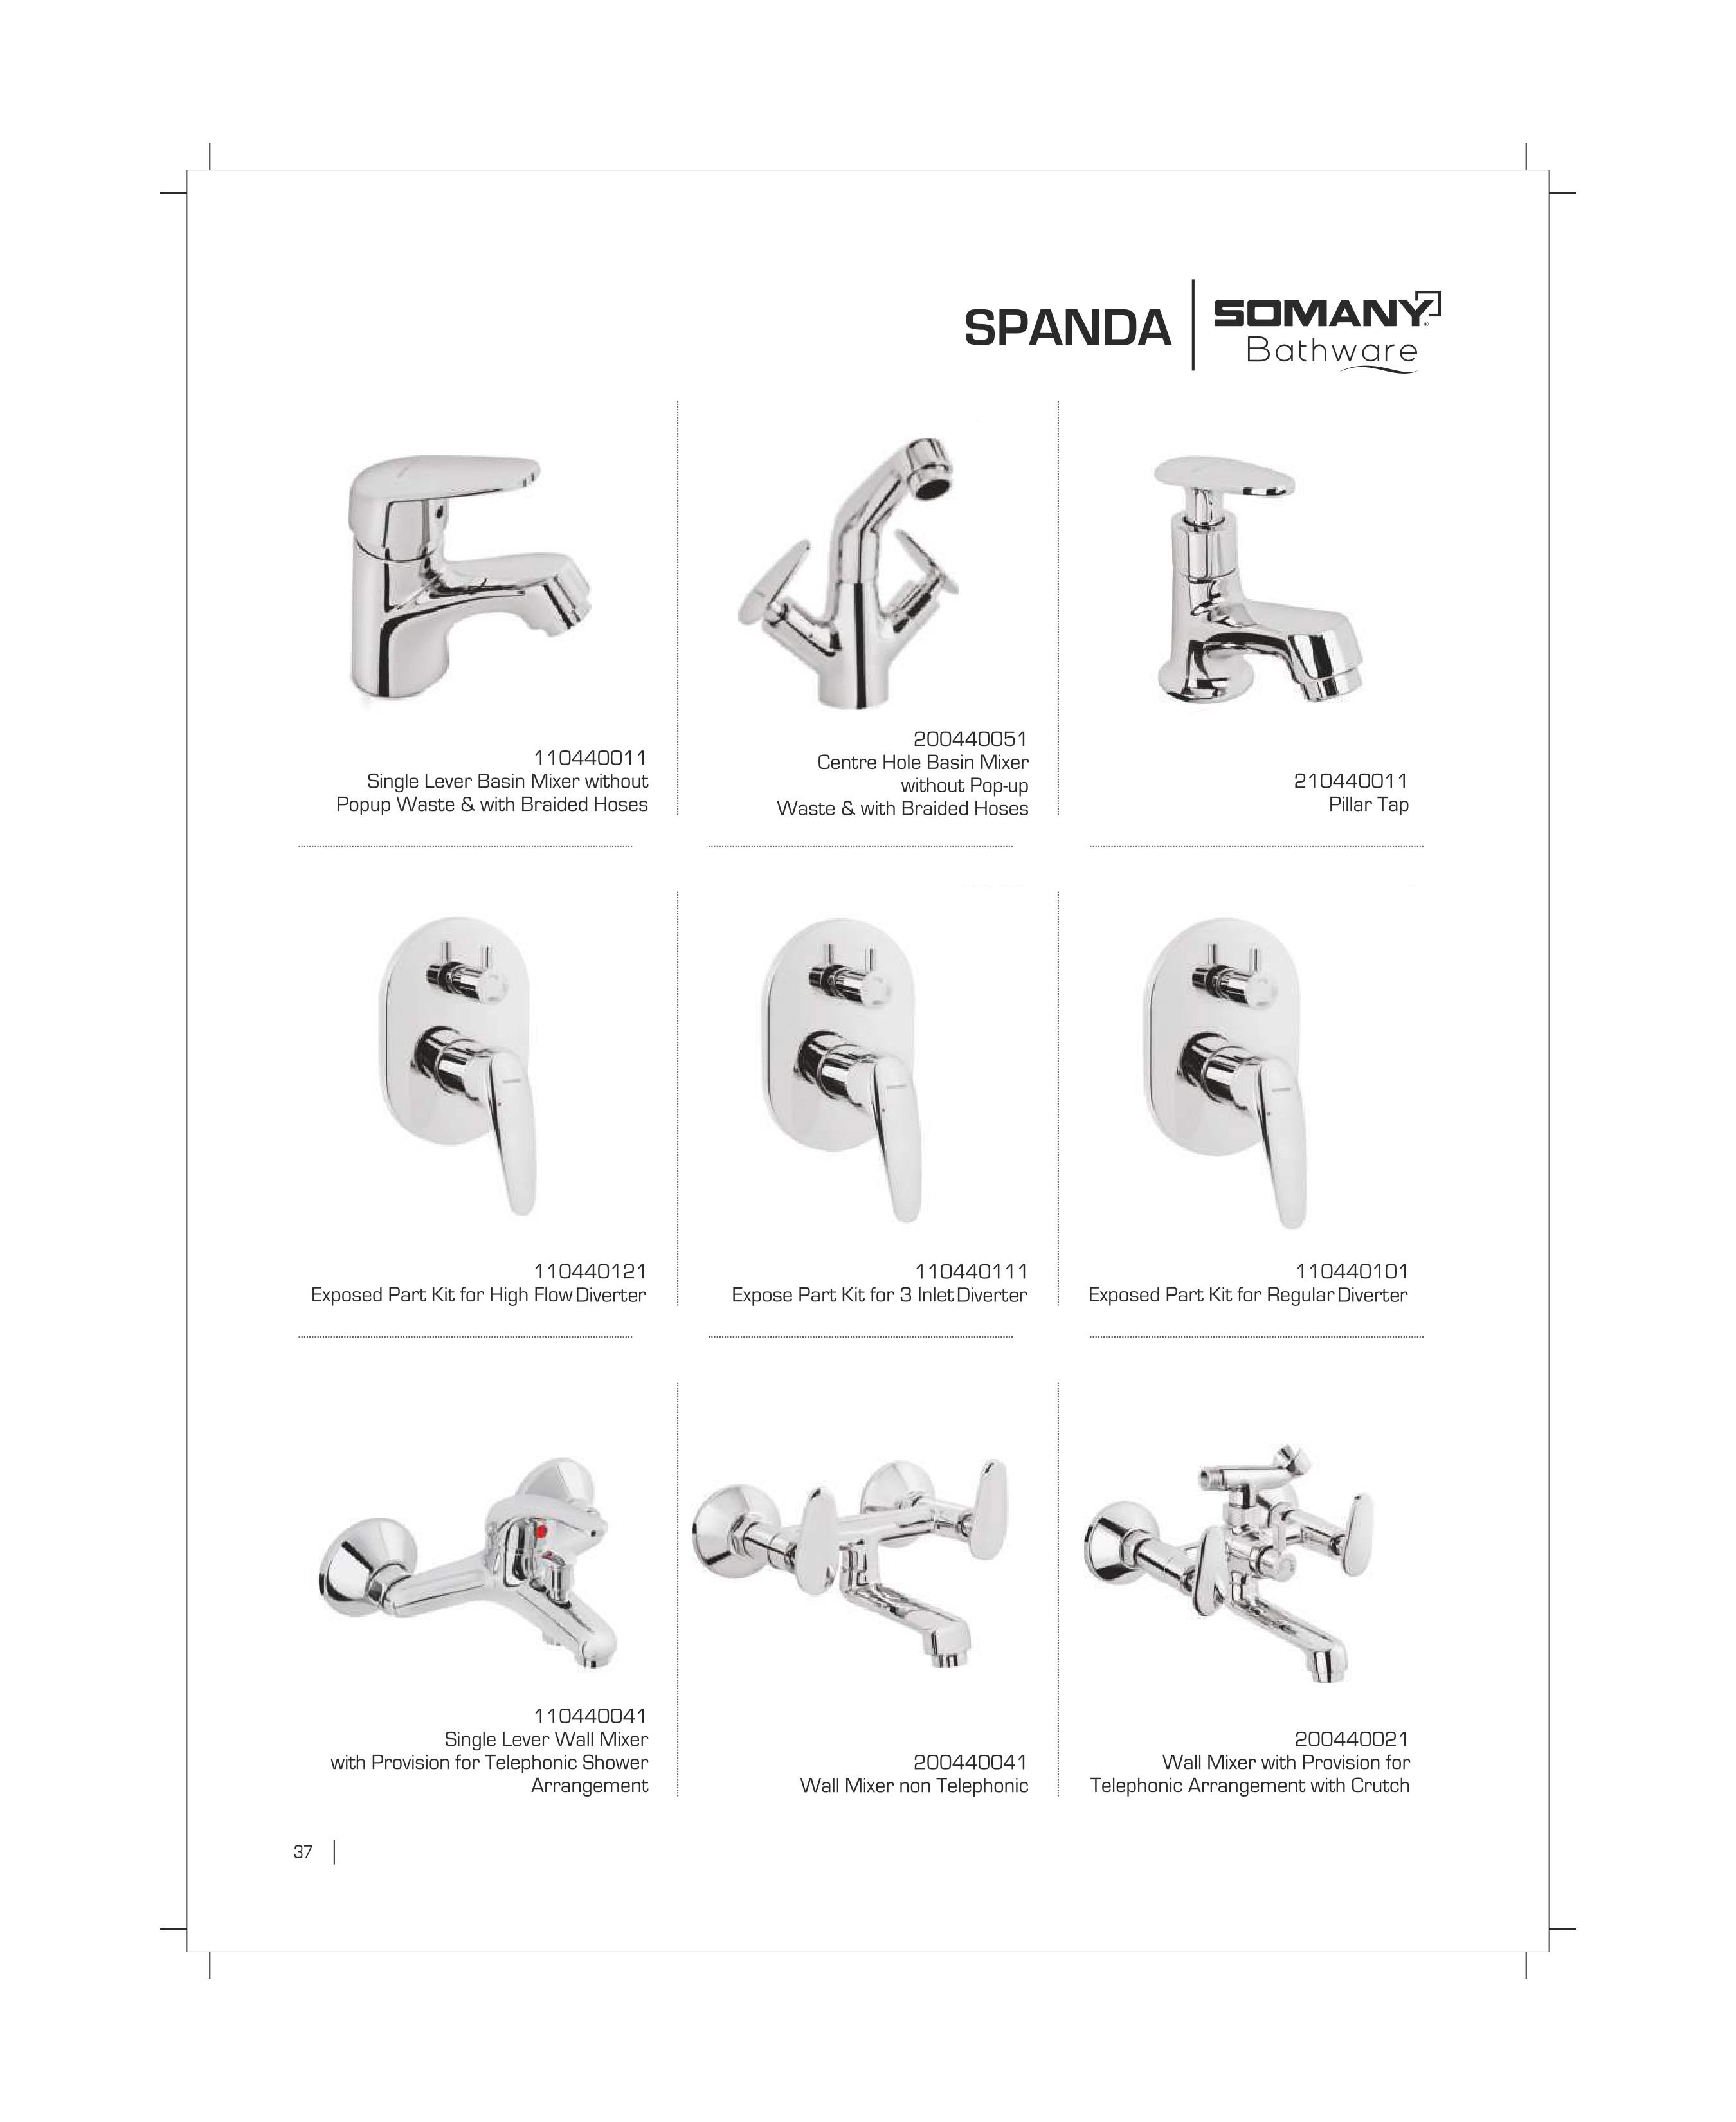 SPANDA
SOMANY®
Bathware
110440011
Single Lever Basin Mixer without
Popup Waste & with Braided Hoses
200440051
Centre Hole Basin Mixer
without Pop-up
Waste & with Braided Hoses
210440011
Pillar Tap
110440121
Exposed Part Kit for High Flow Diverter
110440111
Expose Part Kit for 3 Inlet Diverter
110440101
Exposed Part Kit for Regular Diverter
110440041
Single Lever Wall Mixer
with Provision for Telephonic Shower
Arrangement
200440041
Wall Mixer non Telephonic
200440021
Wall Mixer with Provision for
Telephonic Arrangement with Crutch
37